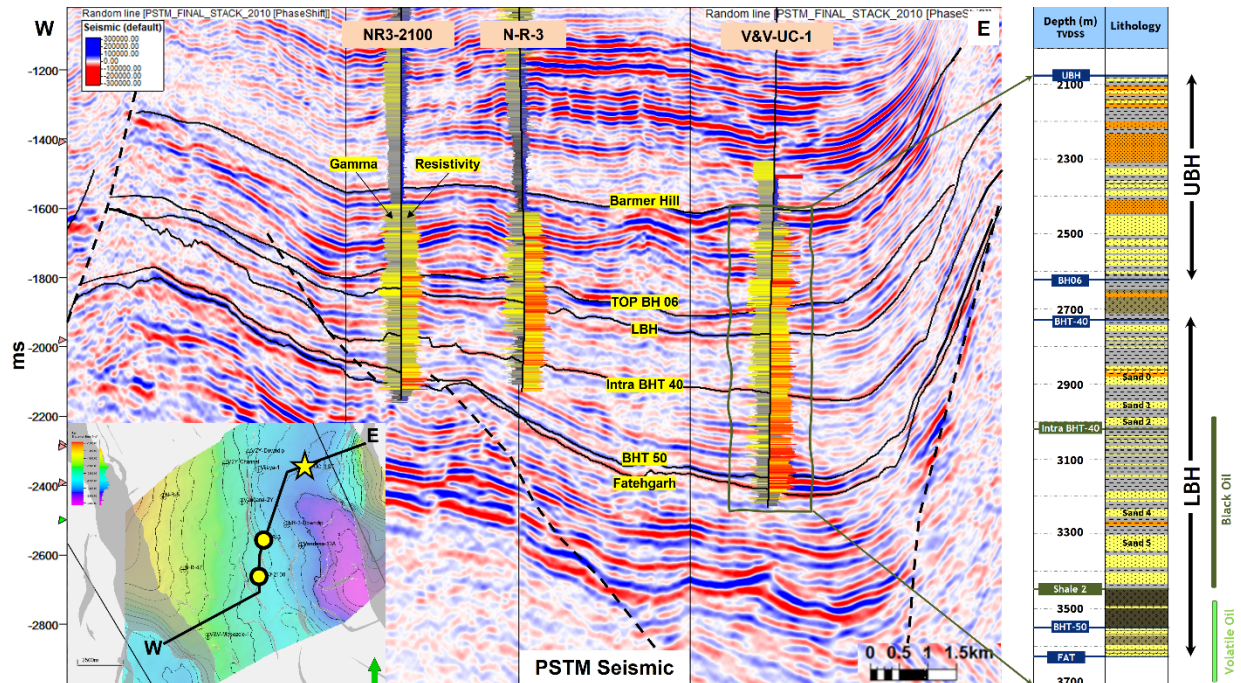 W
Random line [PSTM_FINAL_STACK_2010 [PhaseShift]]
Random line [PSTM_FINAL_STACK_2010 [PhaseShi
E
Seismic (default)
300000.00
200000.00
100000.00
0.00
-100000.00
-200000.00
-300000.00
NR3-2100
N-R-3
V&V-UC-1
-1200
-1400
-1600
-1800
-2000
-2200
-2400
-2600
-2800
ms
Gamma
Resistivity
Barmer Hill
TOP BH 06
LBH
Intra BHT 40
BHT 50
Fatehgarh
E
W
2500m
PSTM Seismic
0 0.5 1 1.5km
Depth (m)
TVDSS
Lithology
UBH
2100
2300
2500
BH06
2700
BHT-40
2900
Sand 0
Sand 1
Sand 2
Intra BHT-40
3100
Sand 4
3300
Sand 5
Shale 2
3500
BHT-50
FAT
3700
UBH
LBH
Black Oil
Volatile Oil